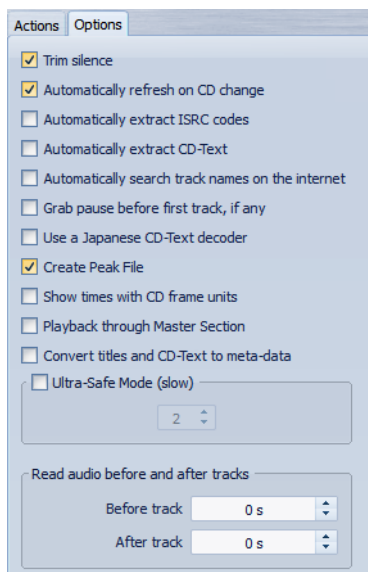 Actions Options
Trim silence
Automatically refresh on CD change
Automatically extract ISRC codes
Automatically extract CD-Text
Automatically search track names on the internet
Grab pause before first track, if any
Use a Japanese CD-Text decoder
Create Peak File
Show times with CD frame units
Playback through Master Section
Convert titles and CD-Text to meta-data
Ultra-Safe Mode (slow)
2
Read audio before and after tracks
Before track 0 s
After track 0 s